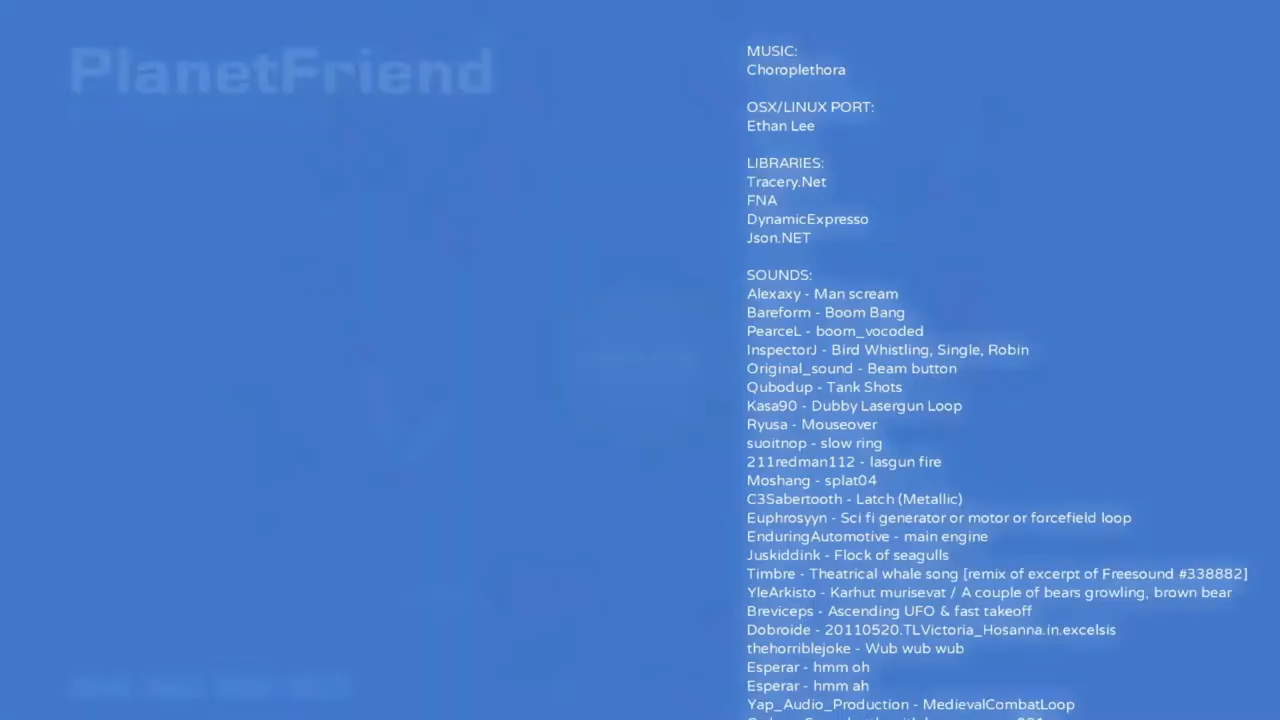 PlanetFriend
MUSIC:
Choroplethora
OSX/LINUX PORT:
Ethan Lee
LIBRARIES:
Tracery.Net
FNA
DynamicExpresso
Json.NET
SOUNDS:
Alexaxy - Man scream
Bareform - Boom Bang
PearceL - boom_vocoded
InspectorJ - Bird Whistling, Single, Robin
Original_sound - Beam button
Qubodup - Tank Shots
Kasa90 - Dubby Lasergun Loop
Ryusa - Mouseover
suoitnop - slow ring
211redman112 - lasgun fire
Moshang - splat04
C3Sabertooth - Latch (Metallic)
Euphrosyyn - Sci fi generator or motor or forcefield loop
EnduringAutomotive - main engine
Juskiddink - Flock of seagulls
Timbre - Theatrical whale song [remix of excerpt of Freesound #338882]
YleArkisto - Karhut murisevat / A couple of bears growling, brown bear
Breviceps - Ascending UFO & fast takeoff
Dobroide - 20110520.TLVictoria_Hosanna.in.excelsis
thehorriblejoke - Wub wub wub
Esperar - hmm oh
Esperar - hmm ah
Yap_Audio_Production - MedievalCombatLoop